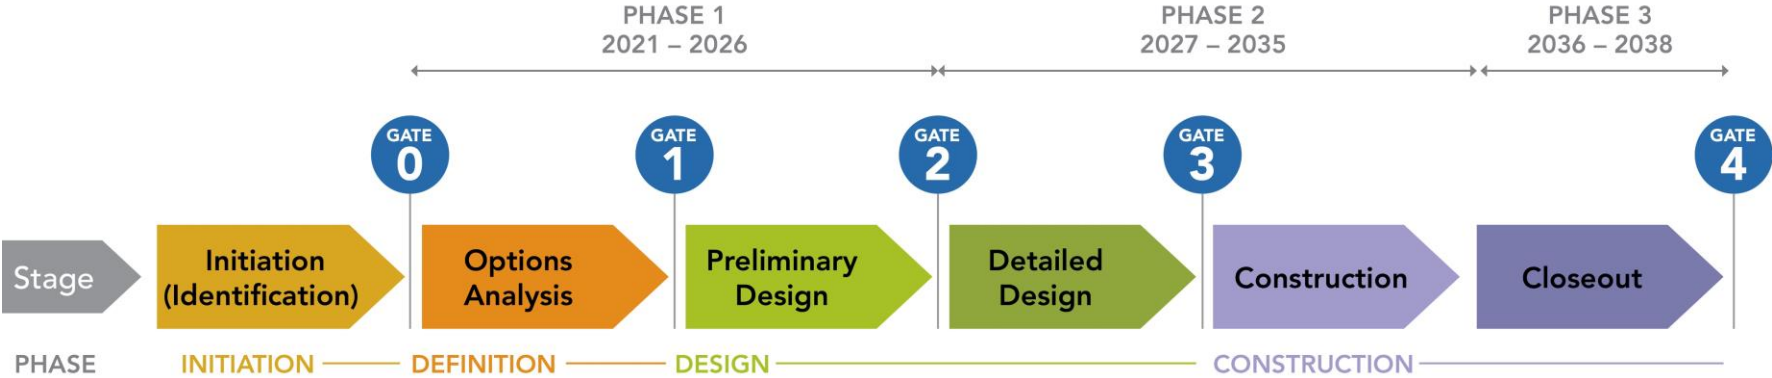 PHASE 1
2021 – 2026
PHASE 2
2027 – 2035
PHASE 3
2036 – 2038
GATE
0
GATE
1
GATE
2
GATE
3
GATE
4
Stage
Initiation
(Identification)
Options
Analysis
Preliminary
Design
Detailed
Design
Construction
Closeout
PHASE
INITIATION
DEFINITION
DESIGN
CONSTRUCTION